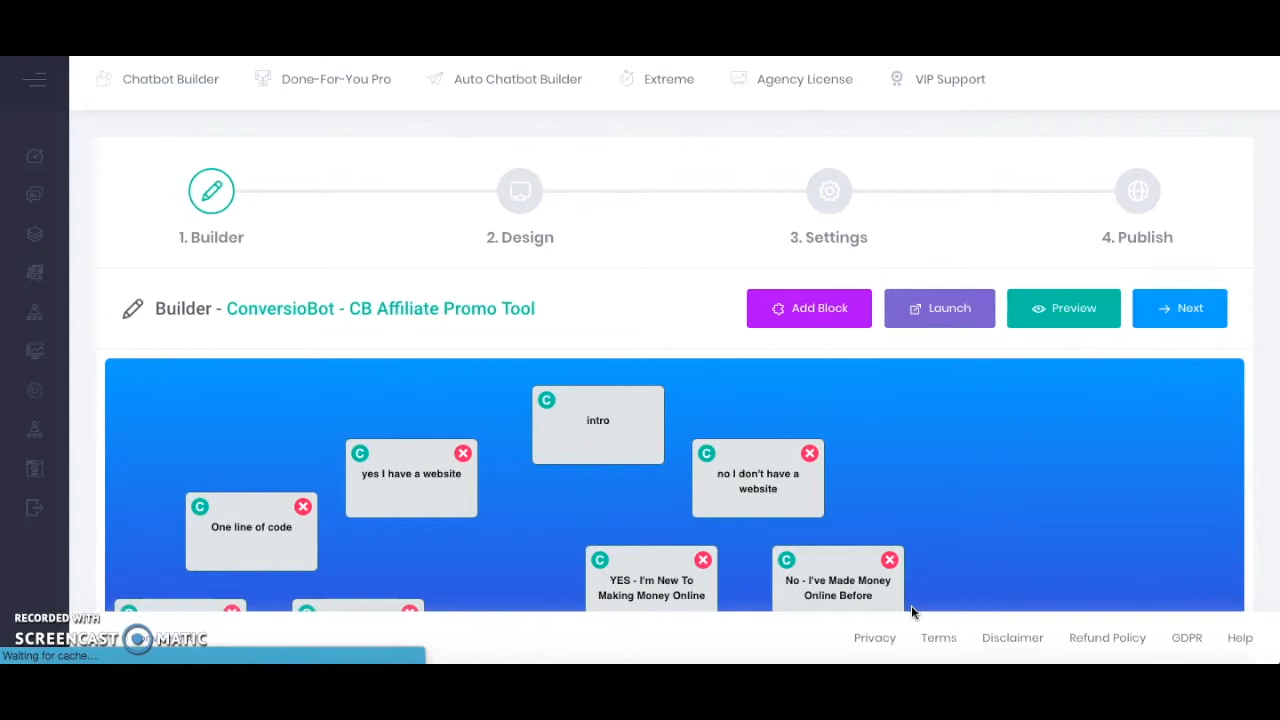 Chatbot Builder Done-For-You Pro Auto Chatbot Builder Extreme Agency License VIP Support
1. Builder 2. Design 3. Settings 4. Publish
Builder - ConversioBot - CB Affiliate Promo Tool Add Block Launch Preview Next
C intro
C yes I have a website
C no I don't have a
website
C One line of code
C YES - I'm New To
Making Money Online
C No - I've Made Money
Online Before
RECORDED WITH
SCREENCAST MATIC
Privacy Terms Disclaimer Refund Policy GDPR Help
Waiting for cache...